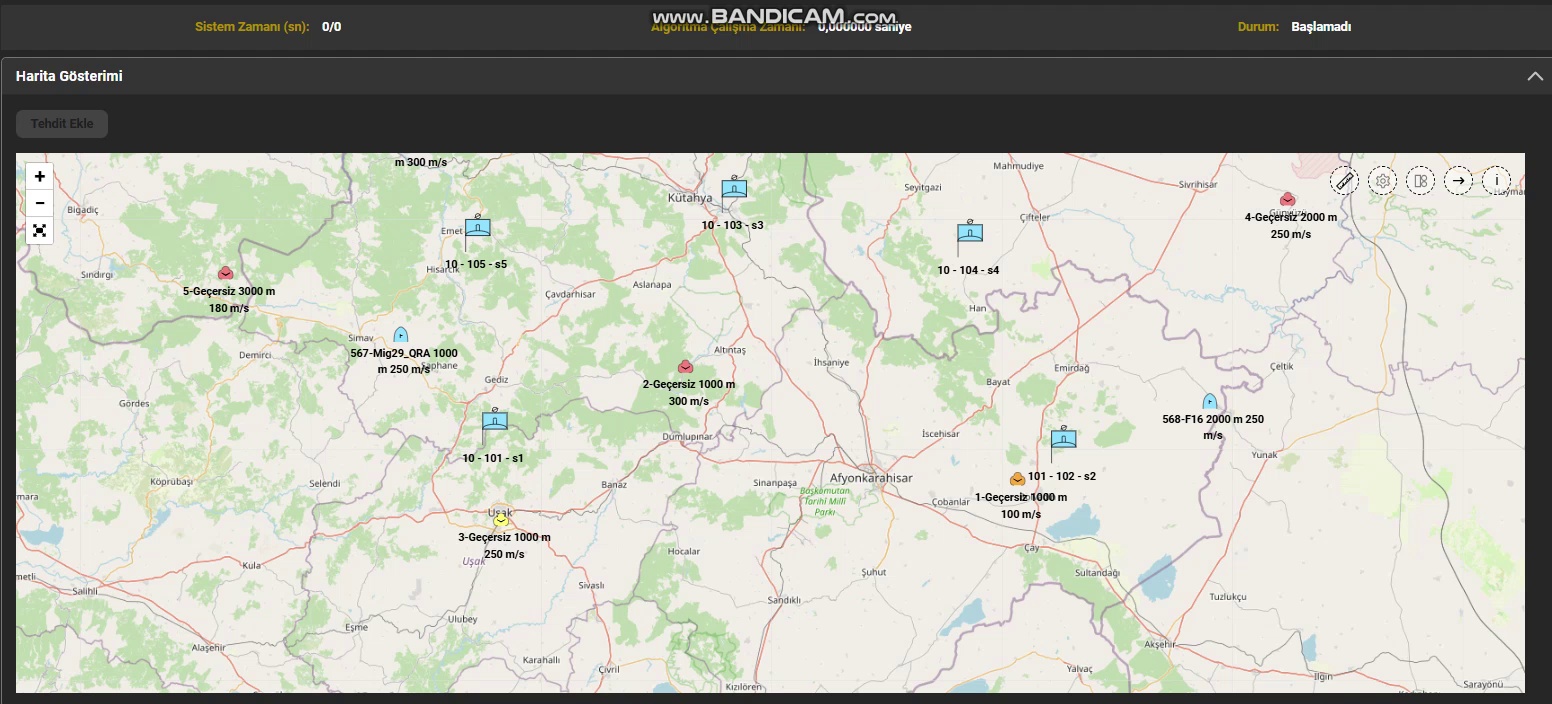 www.BANDICAM.com
Sistem Zamanı (sn): 0/0
Algoritma Çalışma Zamanı: 0,000000 saniye
Durum: Başlamadı
Harita Gösterimi
Tehdit Ekle
m 300 m/s
Mahmudiye
+
−
Kütahya
Seyitgazi
Sivrihisar
Bigadiç
10 - 103 - s3
Çifteler
4-Geçersiz 2000 m
250 m/s
Emet
10 - 105 - s5
Hisarcık
10 - 104 - s4
Sındırgı
5-Geçersiz 3000 m
180 m/s
Çavdarhisar
Aslanapa
Han
Simav
567-Mig29_QRA 1000
m 250 m/s
Şaphane
Demirci
Altıntaş
İhsaniye
Emirdağ
Çeltik
Gediz
2-Geçersiz 1000 m
300 m/s
Bayat
Gördes
568-F16 2000 m 250
m/s
Dumlupınar
İscehisar
10 - 101 - s1
Yunak
Köprübaşı
Selendi
Banaz
Sinanpaşa
Afyonkarahisar
101 - 102 - s2
Başkomutan
Tarihî Millî
Parkı
Çobanlar
1-Geçersiz 1000 m
100 m/s
Uşak
3-Geçersiz 1000 m
250 m/s
Uşak
Hocalar
Çay
Kula
Şuhut
Sultandağı
Salihli
Sivaslı
Sandıklı
Tuzlukçu
Eşme
Ulubey
Alaşehir
Akşehir
Karahallı
Çivril
Yalvaç
Ilgın
Kızılören
Sarayönü